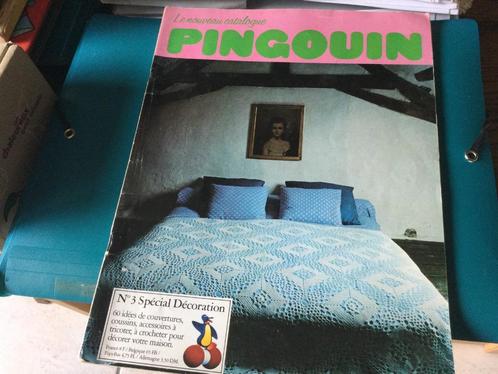 Le nouveau catalogue
PINGOUIN
N°3 Spécial Décoration
60 idées de couvertures,
coussins, accessoires à
tricoter, à crocheter pour
décorer votre maison.